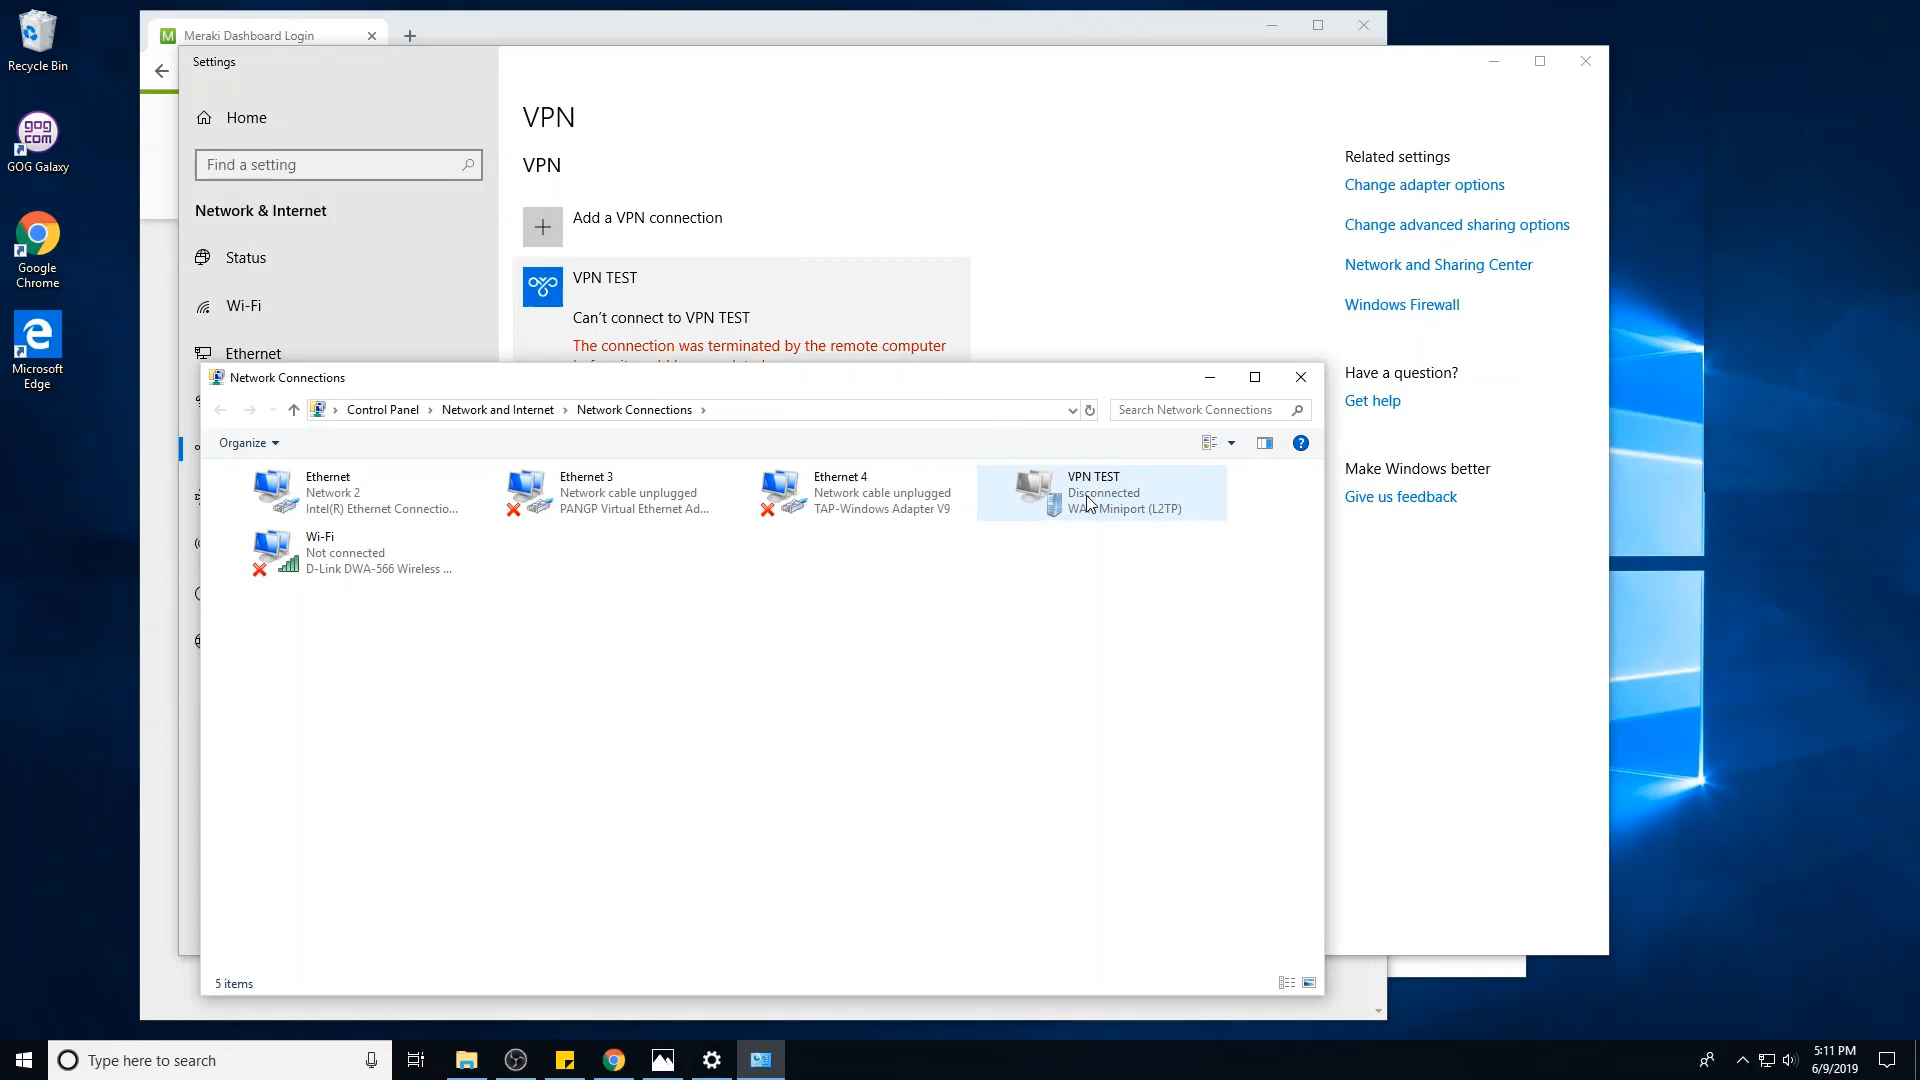 Recycle Bin
gog
com
GOG Galaxy
Google
Chrome
Microsoft
Edge
M Meraki Dashboard Login
Settings
Home
Find a setting
Network & Internet
Status
Wi-Fi
Ethernet
VPN
VPN
Add a VPN connection
VPN TEST
Can't connect to VPN TEST
The connection was terminated by the remote computer
Related settings
Change adapter options
Change advanced sharing options
Network and Sharing Center
Windows Firewall
Have a question?
Get help
Make Windows better
Give us feedback
Network Connections
Control Panel
Network and Internet
Network Connections
Search Network Connections
Organize
Ethernet
Network 2
Intel(R) Ethernet Connectio...
Ethernet 3
Network cable unplugged
PANGP Virtual Ethernet Ad...
Ethernet 4
Network cable unplugged
TAP-Windows Adapter V9
VPN TEST
Disconnected
Miniport (L2TP)
Wi-Fi
Not connected
D-Link DWA-566 Wireless ...
5 items
Type here to search
5:11 PM
6/9/2019